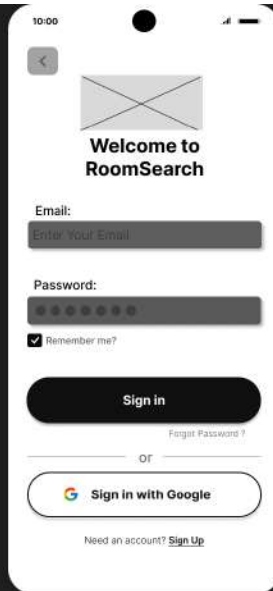 10:00
Welcome to
RoomSearch
Email:
Enter Your Email
Password:
Remember me?
Sign in
Forgot Password ?
or
Sign in with Google
Need an account? Sign Up